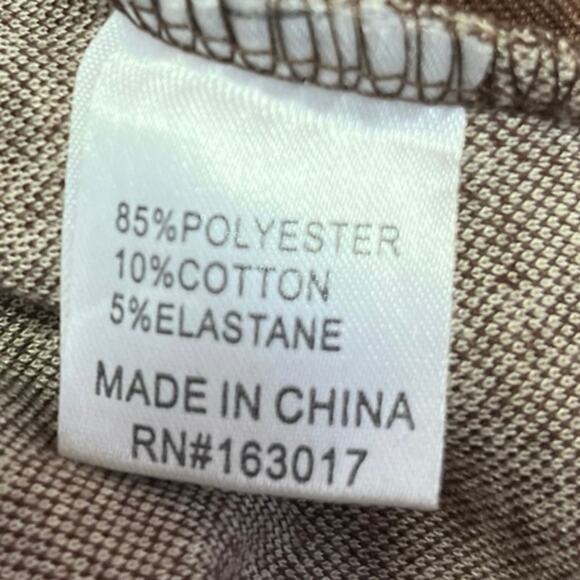 85%POLYESTER
10%COTTON
5%ELASTANE
MADE IN CHINA
RN#163017